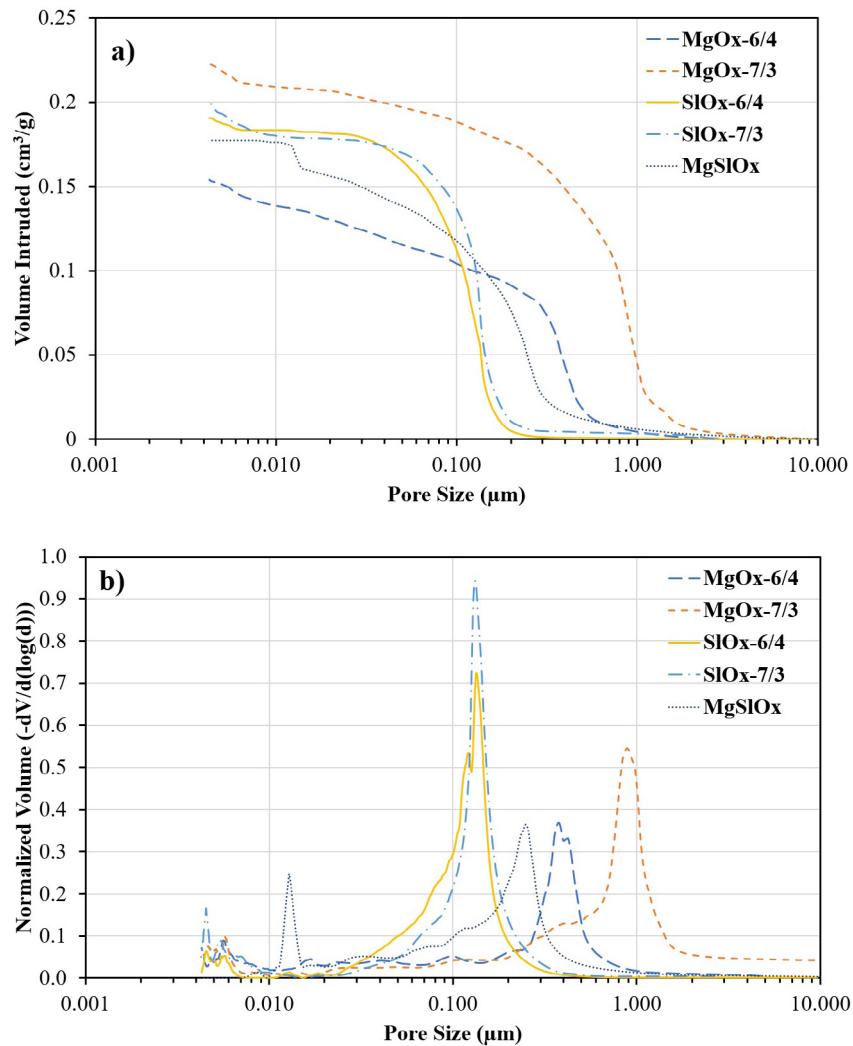 a)
MgOx-6/4
MgOx-7/3
SlOx-6/4
SlOx-7/3
MgSlOx
0.25
0.2
0.15
0.1
0.05
0
Volume Intruded (cm³/g)
0.001 0.010 0.100 1.000 10.000
Pore Size (μm)
b)
MgOx-6/4
MgOx-7/3
SlOx-6/4
SlOx-7/3
MgSlOx
1.0
0.9
0.8
0.7
0.6
0.5
0.4
0.3
0.2
0.1
0.0
Normalized Volume (-dV/d(log(d)))
0.001 0.010 0.100 1.000 10.000
Pore Size (μm)